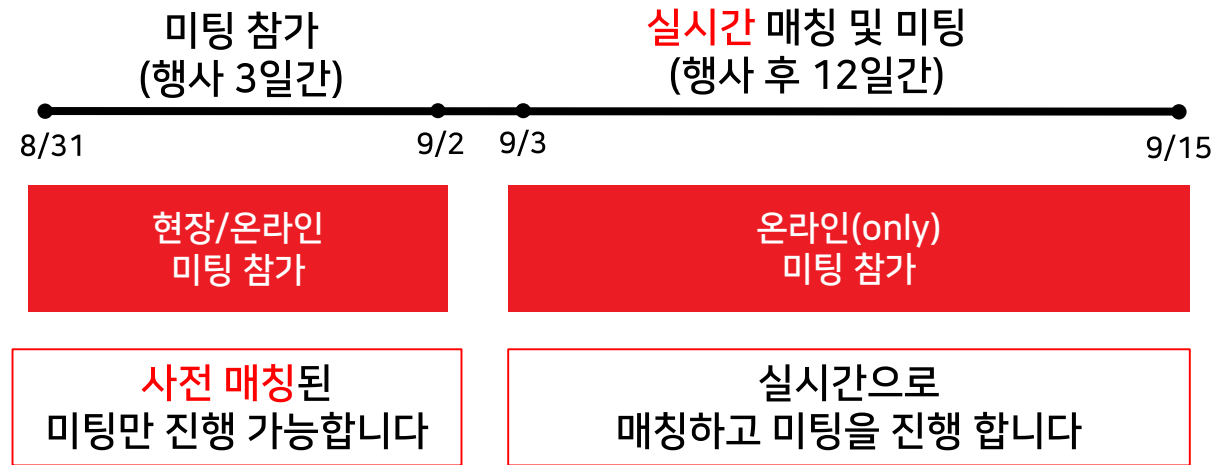 미팅 참가
(행사 3일간)
실시간 매칭 및 미팅
(행사 후 12일간)
8/31
9/2
9/3
9/15
현장/온라인
미팅 참가
온라인(only)
미팅 참가
사전 매칭된
미팅만 진행 가능합니다
실시간으로
매칭하고 미팅을 진행 합니다